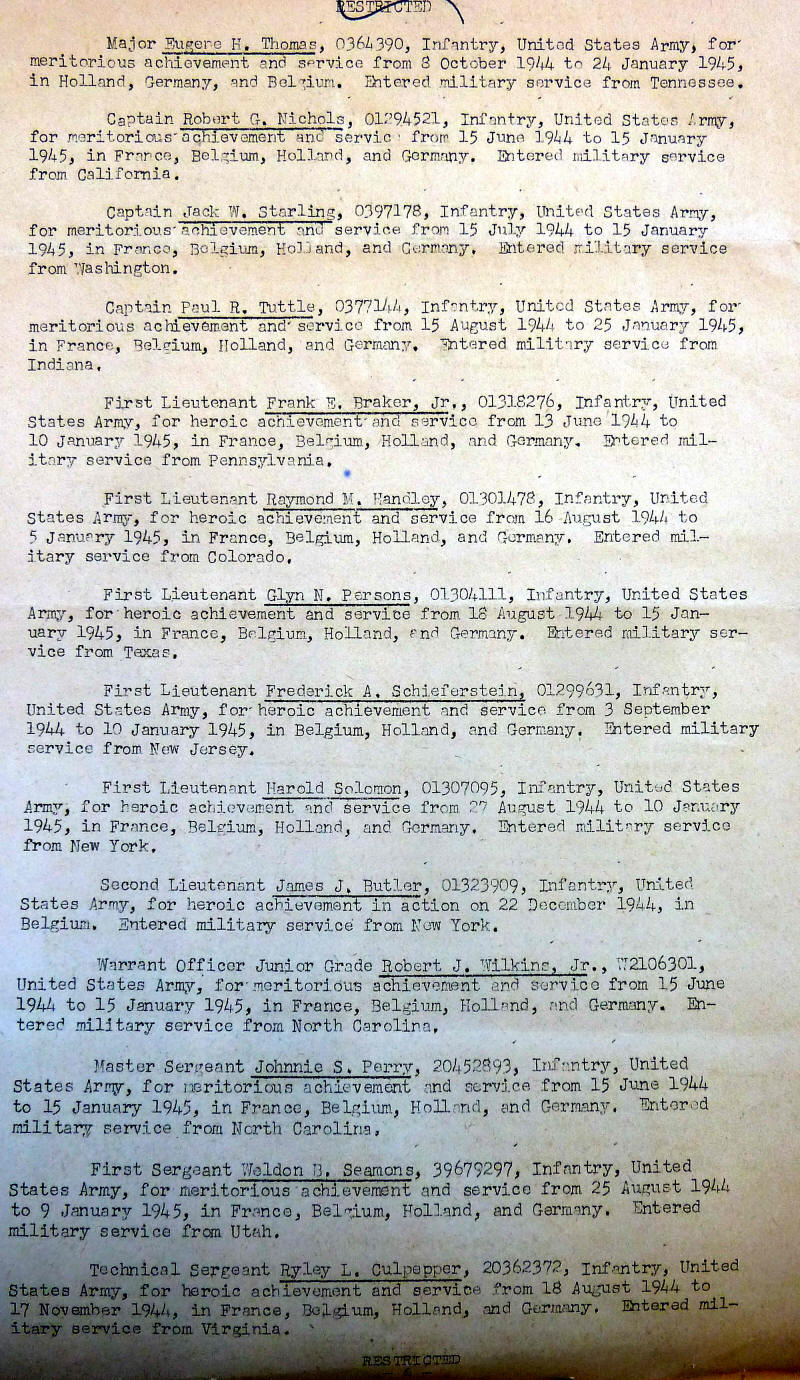 RESTRICTED
Major Eugene H. Thomas, 0364390, Infantry, United States Army, for
meritorious achievement and service from 8 October 1944 to 24 January 1945,
in Holland, Germany, and Belgium. Entered military service from Tennessee.
Captain Robert G. Nichols, 01294521, Infantry, United States Army,
for meritorious achievement and service from 15 June 1944 to 15 January
1945, in France, Belgium, Holland, and Germany. Entered military service
from California.
Captain Jack W. Starling, 0397178, Infantry, United States Army,
for meritorious achievement and service from 15 July 1944 to 15 January
1945, in France, Belgium, Holland, and Germany. Entered military service
from Washington.
Captain Paul R. Tuttle, 0377144, Infantry, United States Army, for
meritorious achievement and service from 15 August 1944 to 25 January 1945,
in France, Belgium, Holland, and Germany. Entered military service from
Indiana.
First Lieutenant Frank E. Braker, Jr., 01318276, Infantry, United
States Army, for heroic achievement and service from 13 June 1944 to
10 January 1945, in France, Belgium, Holland, and Germany. Entered mil-
itary service from Pennsylvania.
First Lieutenant Raymond M. Handley, 01301478, Infantry, United
States Army, for heroic achievement and service from 16 August 1944 to
5 January 1945, in France, Belgium, Holland, and Germany. Entered mil-
itary service from Colorado.
First Lieutenant Glyn N. Persons, 01304111, Infantry, United States
Army, for heroic achievement and service from 18 August 1944 to 15 Jan-
uary 1945, in France, Belgium, Holland, and Germany. Entered military ser-
vice from Texas.
First Lieutenant Frederick A. Schieferstein, 01299631, Infantry,
United States Army, for heroic achievement and service from 3 September
1944 to 10 January 1945, in Belgium, Holland, and Germany. Entered military
service from New Jersey.
First Lieutenant Harold Solomon, 01307095, Infantry, United States
Army, for heroic achievement and service from 27 August 1944 to 10 January
1945, in France, Belgium, Holland, and Germany. Entered military service
from New York.
Second Lieutenant James J. Butler, 01323909, Infantry, United
States Army, for heroic achievement in action on 22 December 1944, in
Belgium. Entered military service from New York.
Warrant Officer Junior Grade Robert J. Wilkins, Jr., W2106301,
United States Army, for meritorious achievement and service from 15 June
1944 to 15 January 1945, in France, Belgium, Holland, and Germany. En-
tered military service from North Carolina.
Master Sergeant Johnnie S. Perry, 20452893, Infantry, United
States Army, for meritorious achievement and service from 15 June 1944
to 15 January 1945, in France, Belgium, Holland, and Germany. Entered
military service from North Carolina.
First Sergeant Weldon B. Seamons, 39679297, Infantry, United
States Army, for meritorious achievement and service from 25 August 1944
to 9 January 1945, in France, Belgium, Holland, and Germany. Entered
military service from Utah.
Technical Sergeant Ryley L. Culpepper, 20362372, Infantry, United
States Army, for heroic achievement and service from 18 August 1944 to
17 November 1944, in France, Belgium, Holland, and Germany. Entered mil-
itary service from Virginia.
RESTRICTED